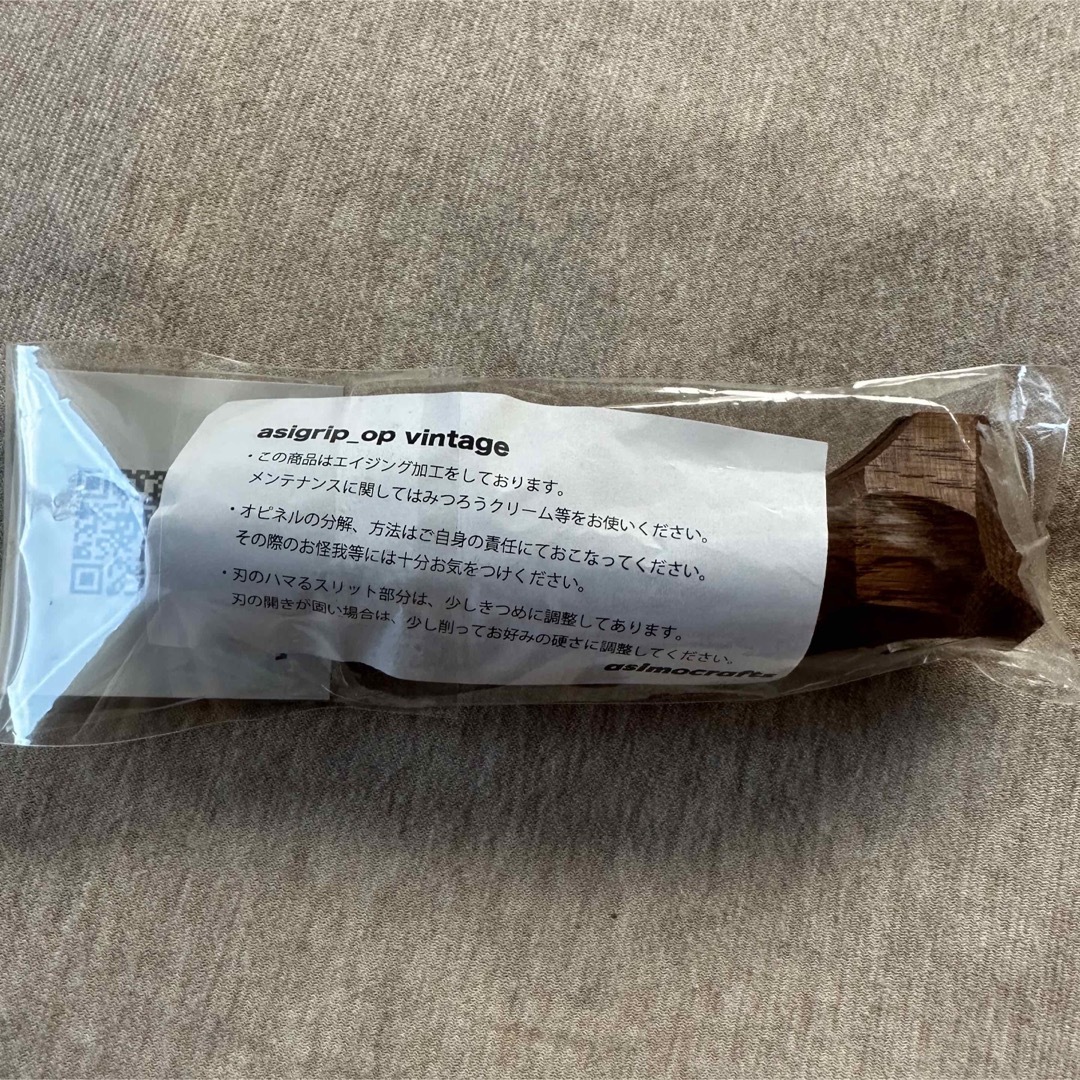 asigrip_op vintage
・この商品はエイジング加工をしております。
メンテナンスに関してはみつろうクリーム等をお使いください。
・オピネルの分解、方法はご自身の責任にておこなってください。
その際のお怪我等には十分お気をつけください。
・刃のハマるスリット部分は、少しきつめに調整してあります。
刃の開きが固い場合は、少し削ってお好みの硬さに調整してください。
asimocrafts